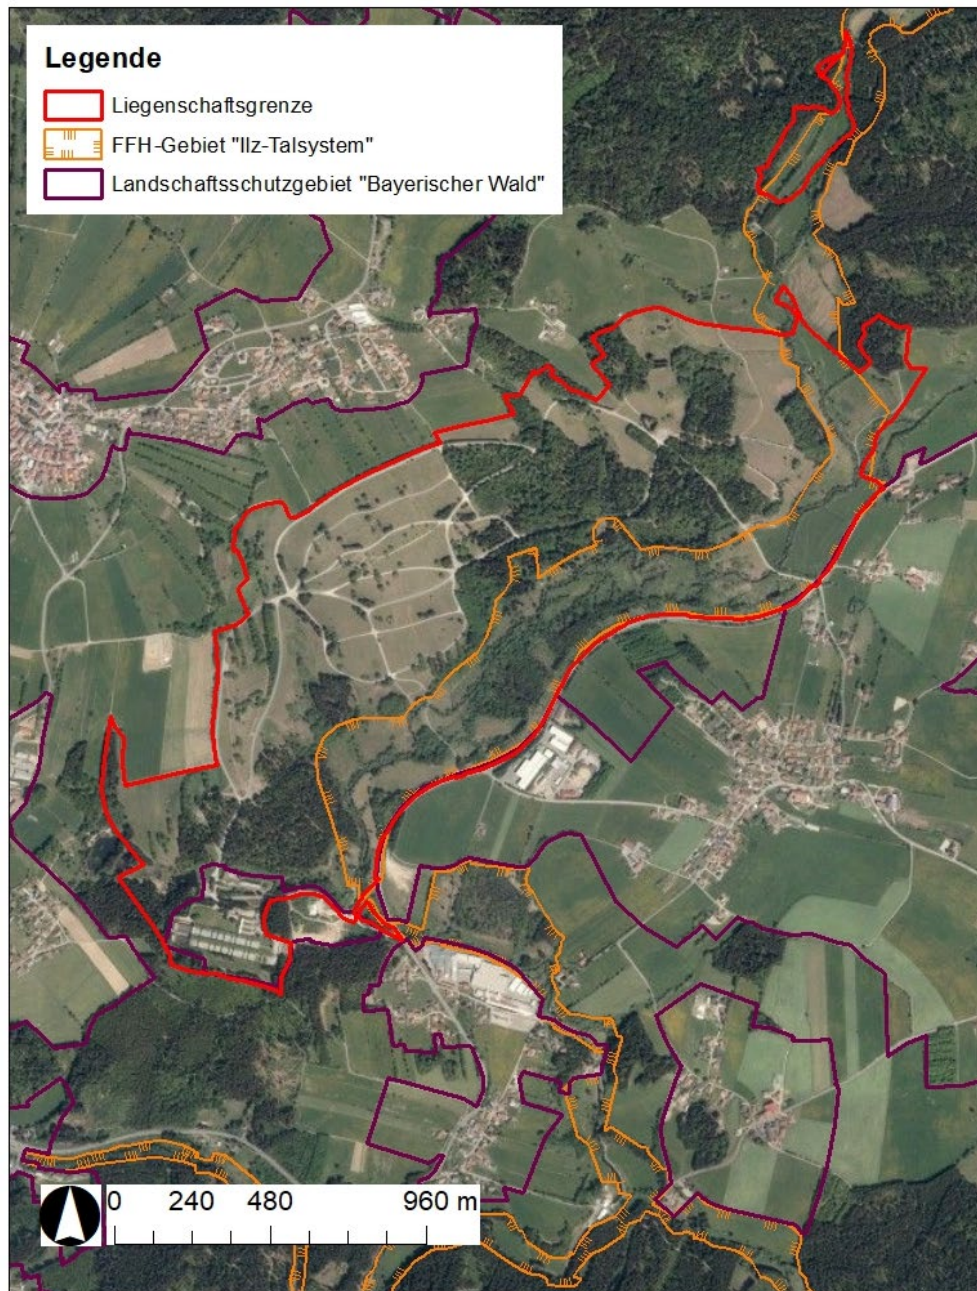 Legende
Liegenschaftsgrenze
FFH-Gebiet "Ilz-Talsystem"
Landschaftsschutzgebiet "Bayerischer Wald"
0 240 480 960 m